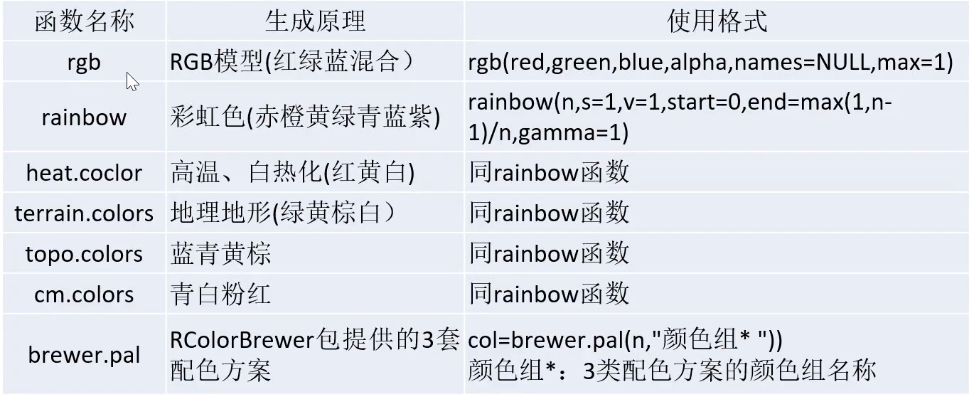 函数名称 生成原理 使用格式
rgb RGB模型(红绿蓝混合） rgb(red,green,blue,alpha,names=NULL,max=1)
rainbow 彩虹色(赤橙黄绿青蓝紫) rainbow(n,s=1,v=1,start=0,end=max(1,n-
1)/n,gamma=1)
heat.coclor 高温、白热化(红黄白) 同rainbow函数
terrain.colors 地理地形(绿黄棕白） 同rainbow函数
topo.colors 蓝青黄棕 同rainbow函数
cm.colors 青白粉红 同rainbow函数
brewer.pal RColorBrewer包提供的3套 col=brewer.pal(n,"颜色组* "))
配色方案 颜色组*：3类配色方案的颜色组名称